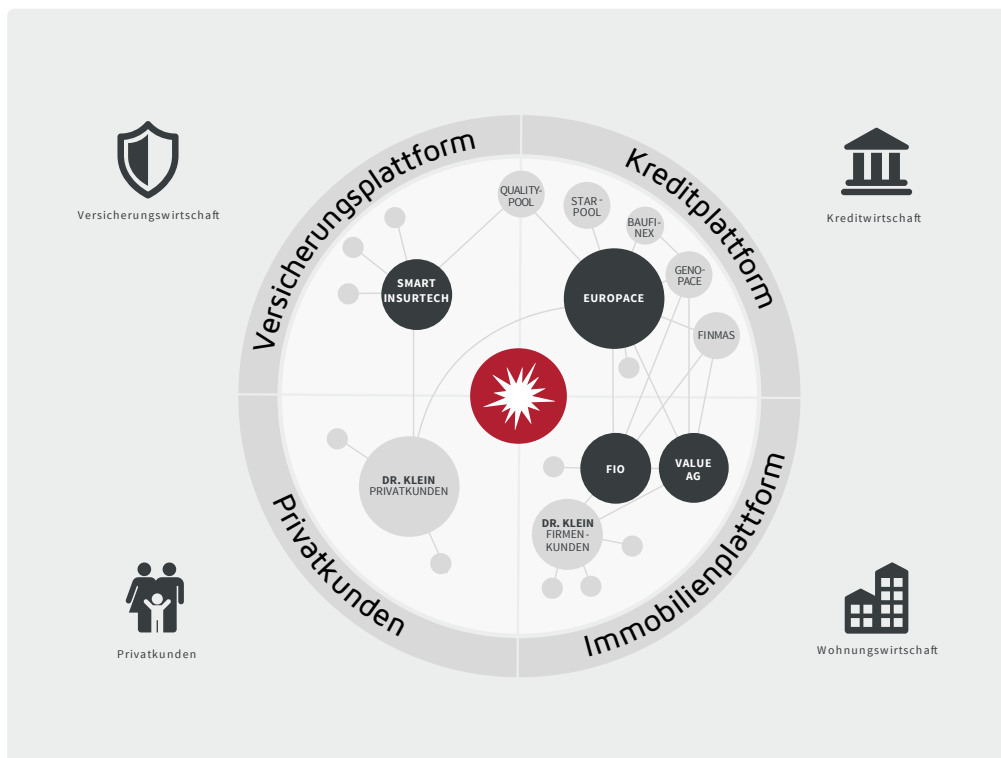 Versicherungsplattform
Kreditplattform
Versicherungswirtschaft
Kreditwirtschaft
QUALITY-
POOL
STAR-
POOL
BAUFI-
NEX
GENO-
PACE
SMART
INSURTECH
EUROPACE
FINMAS
FIO
VALUE
AG
DR. KLEIN
PRIVATKUNDEN
DR. KLEIN
FIRMEN-
KUNDEN
Privatkunden
Immobilienplattform
Privatkunden
Wohnungswirtschaft